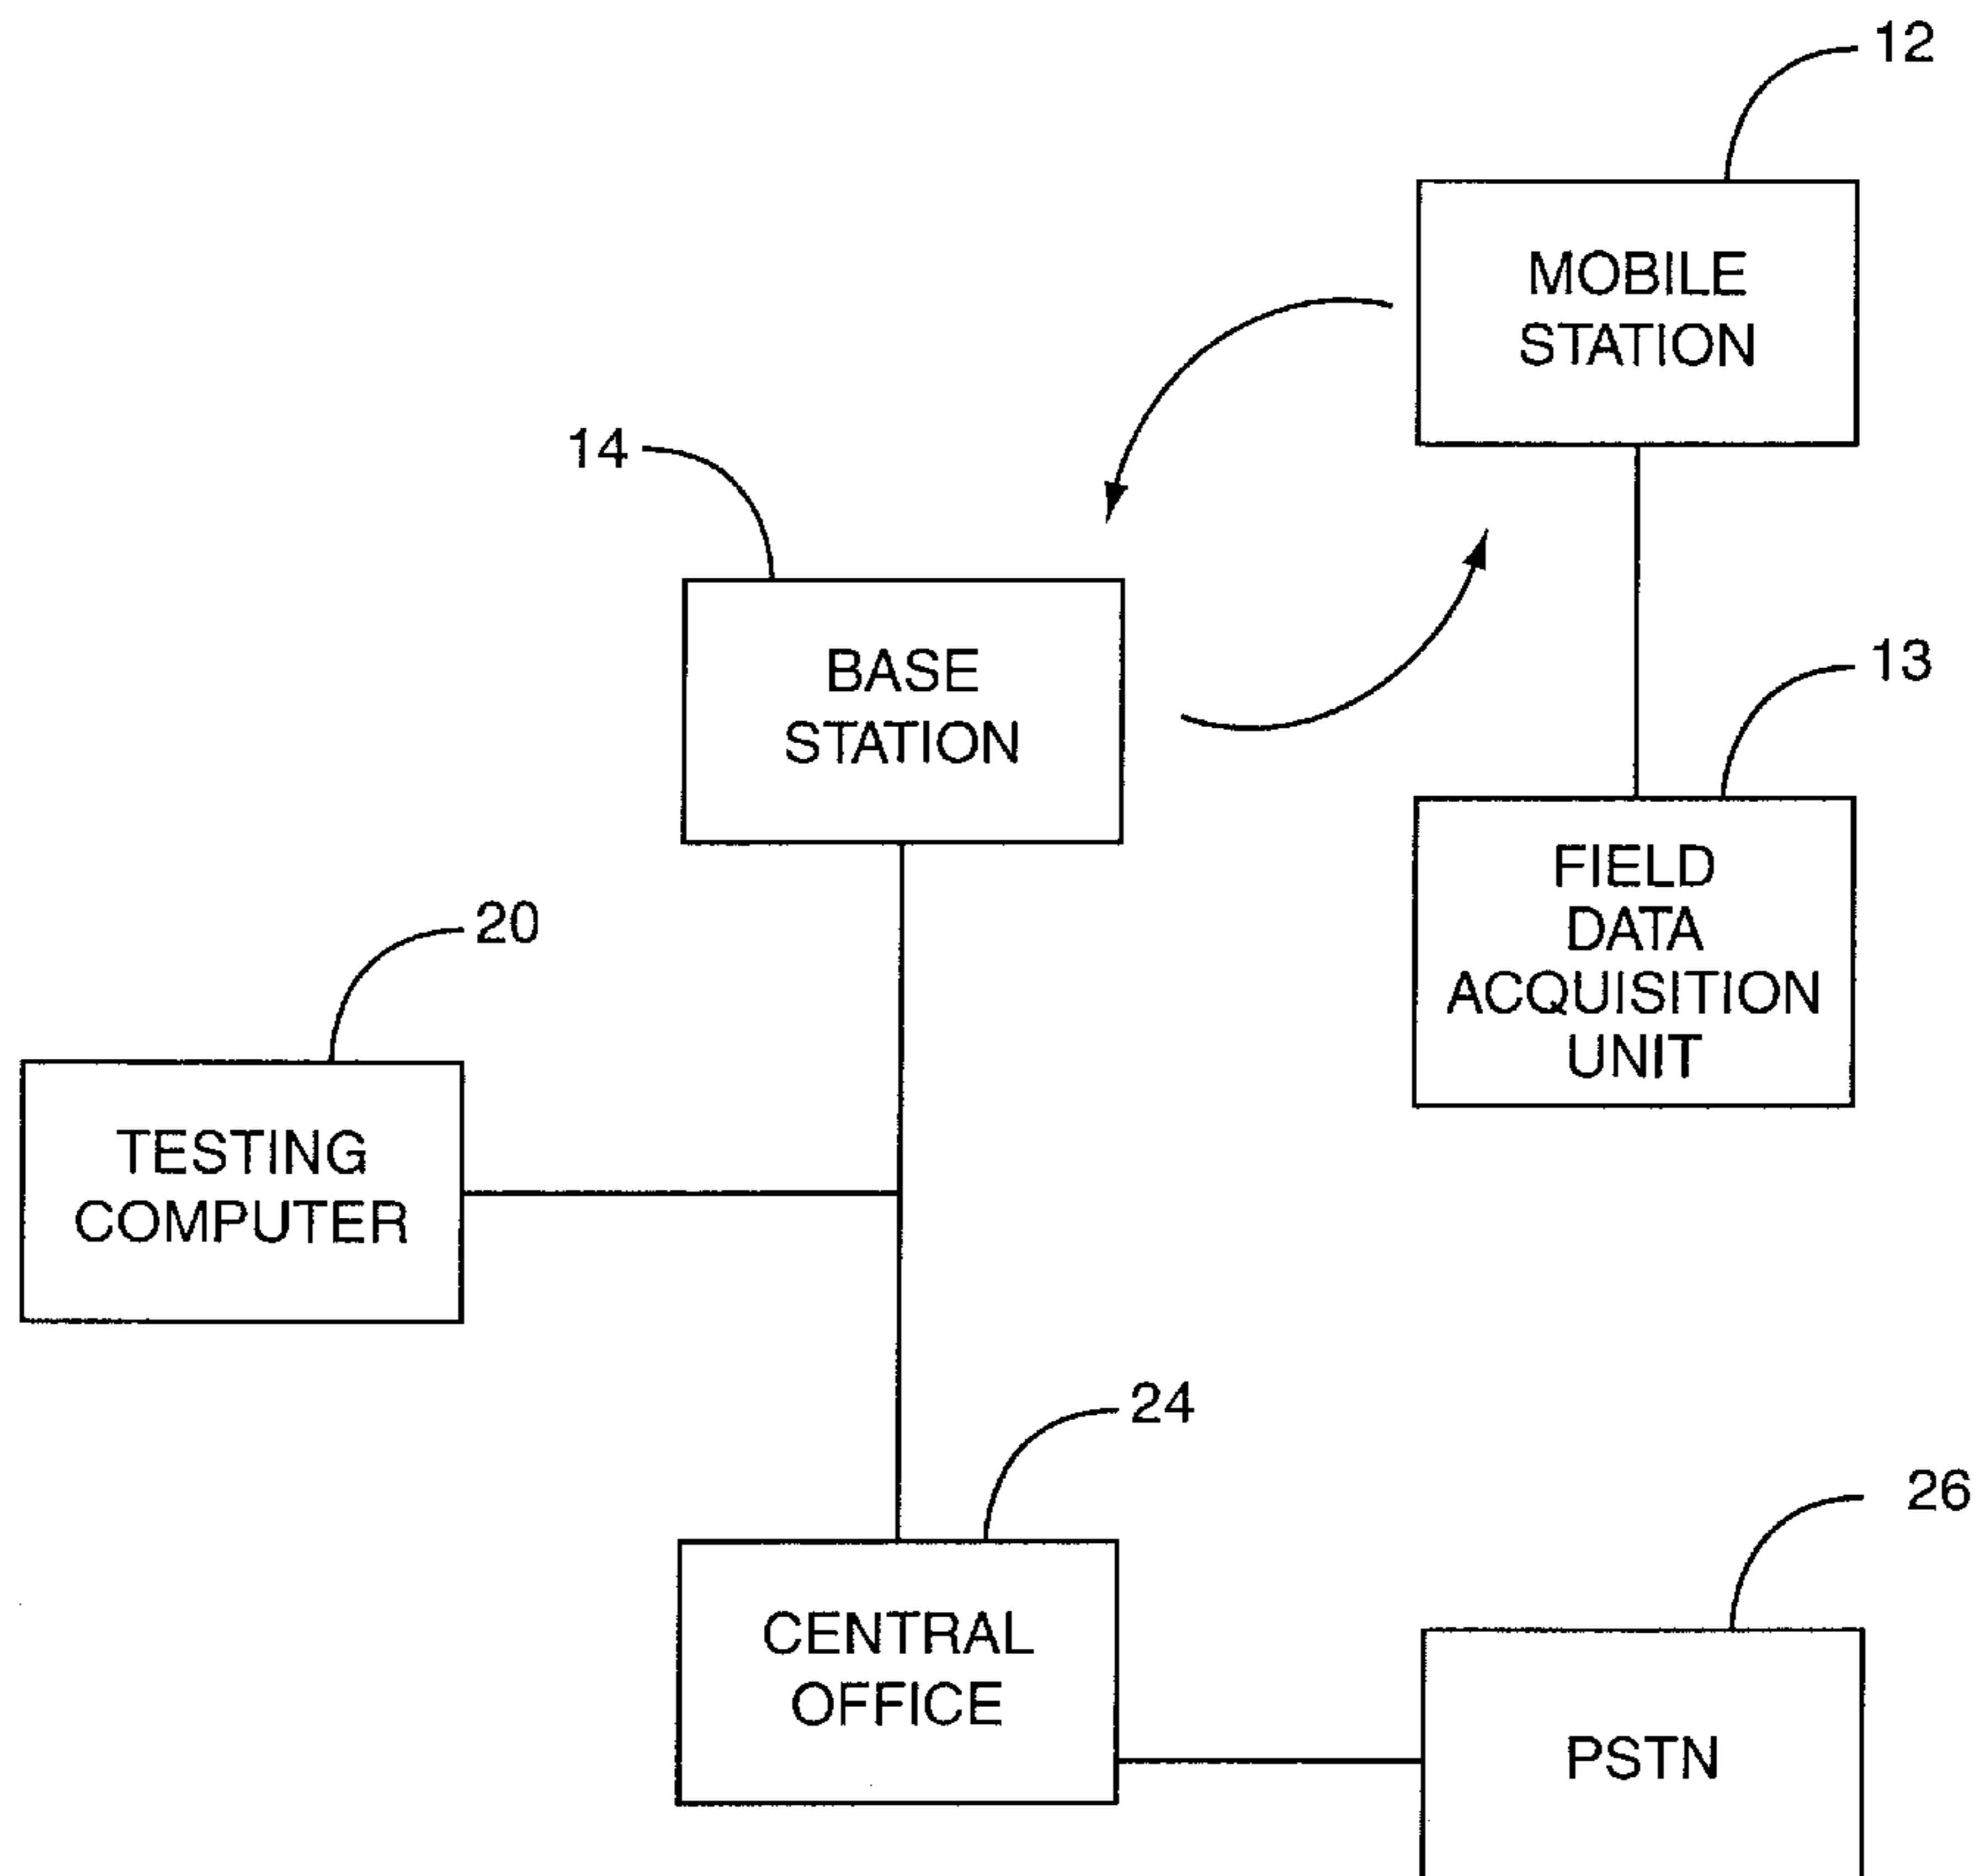 12
MOBILE
STATION
14
BASE
STATION
13
FIELD
DATA
ACQUISITION
UNIT
20
TESTING
COMPUTER
24
CENTRAL
OFFICE
26
PSTN